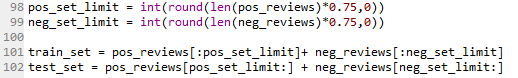 98 pos_set_limit = int(round(len(pos_reviews)*0.75,0))
99 neg_set_limit = int(round(len(neg_reviews)*0.75,0))
100
101 train_set = pos_reviews[:pos_set_limit]+ neg_reviews[:neg_set_limit]
102 test_set = pos_reviews[pos_set_limit:] + neg_reviews[neg_set_limit:]